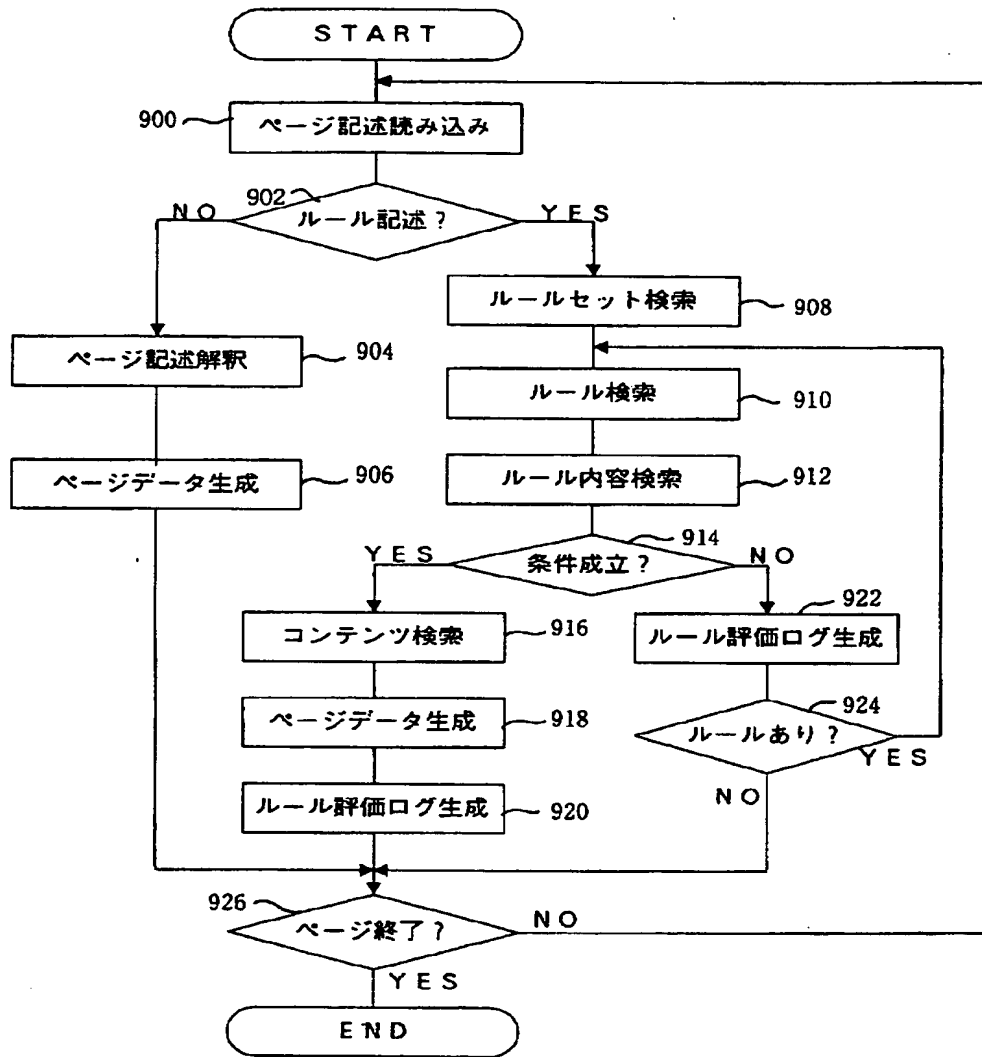 START
900
ページ記述読み込み
902
NO
ルール記述?
YES
ルールセット検索
908
ページ記述解釈
904
ルール検索
910
ページデータ生成
906
ルール内容検索
912
914
YES
条件成立?
NO
922
コンテンツ検索
916
ルール評価ログ生成
ページデータ生成
918
924
ルールあり?
YES
ルール評価ログ生成
920
NO
926
ページ終了?
NO
YES
END